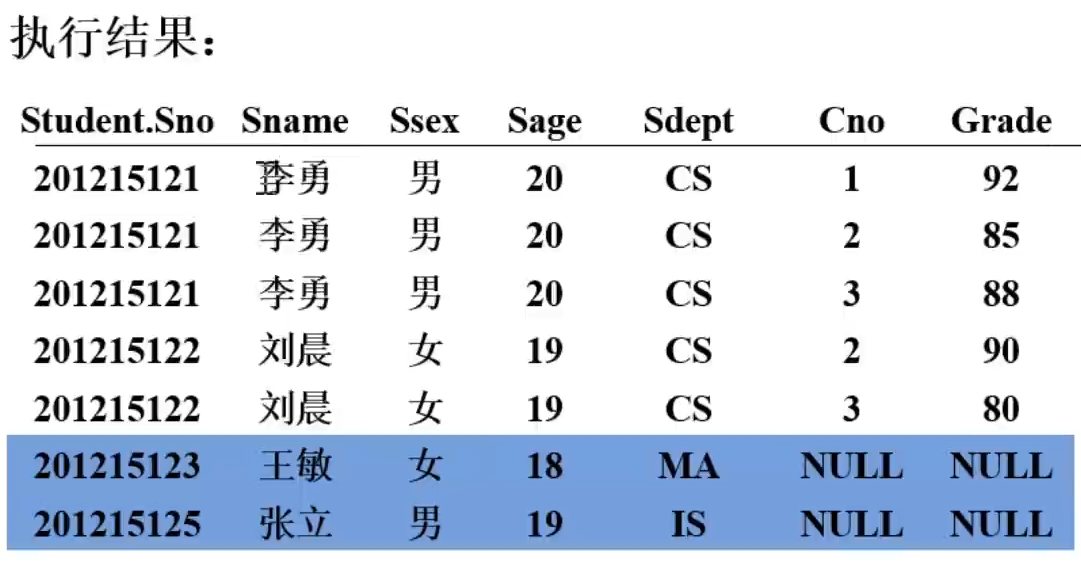 执行结果：
Student.Sno Sname Ssex Sage Sdept Cno Grade
201215121 李勇 男 20 CS 1 92
201215121 李勇 男 20 CS 2 85
201215121 李勇 男 20 CS 3 88
201215122 刘晨 女 19 CS 2 90
201215122 刘晨 女 19 CS 3 80
201215123 王敏 女 18 MA NULL NULL
201215125 张立 男 19 IS NULL NULL